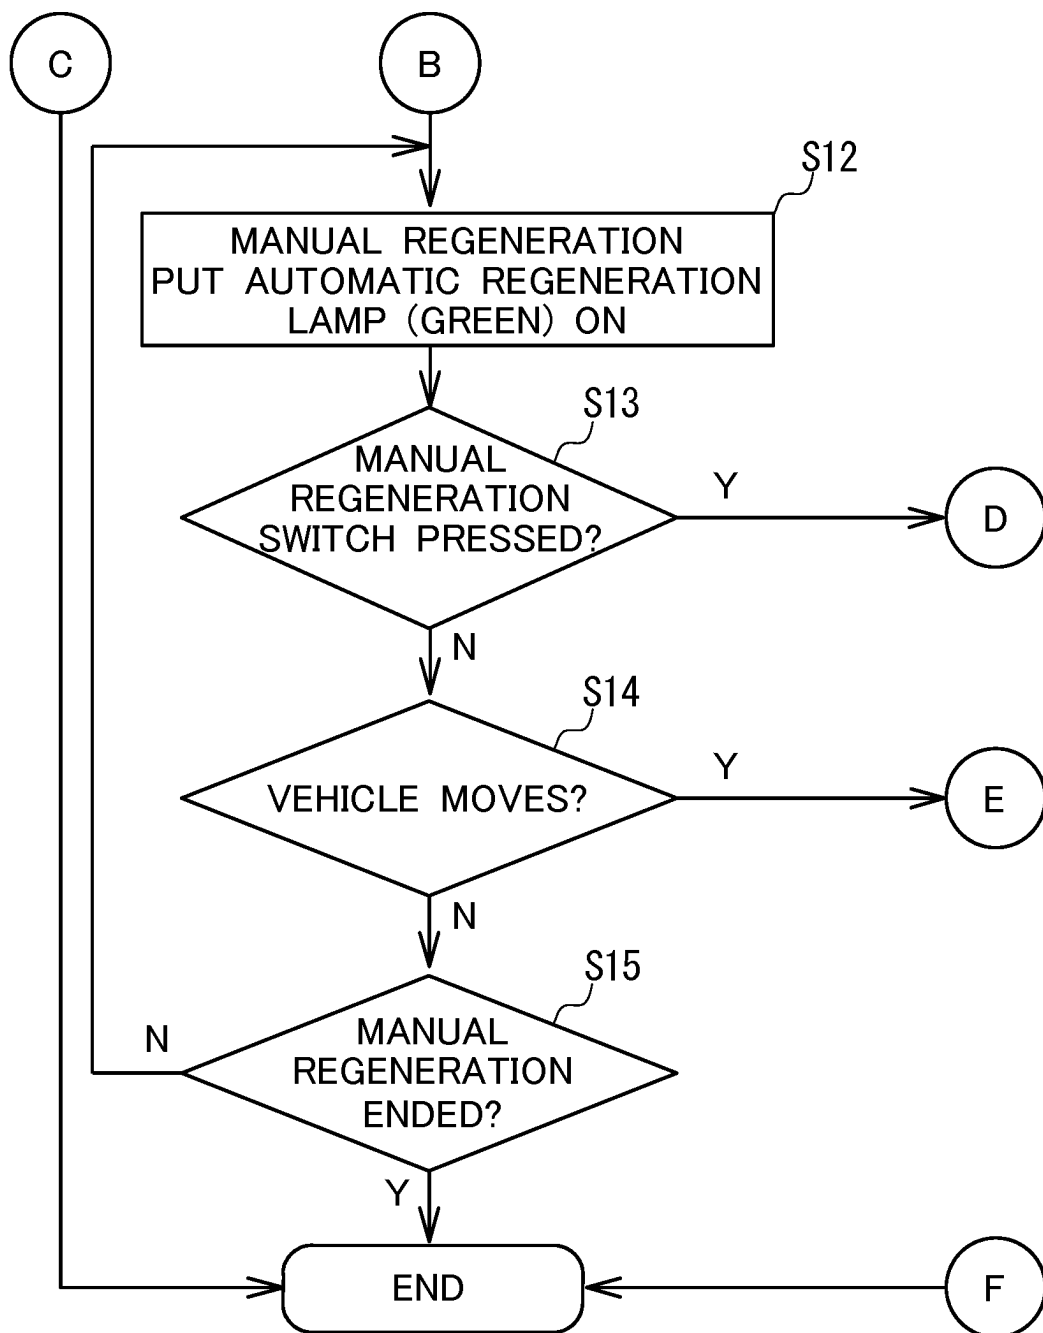 C
B
S12
MANUAL REGENERATION
PUT AUTOMATIC REGENERATION
LAMP (GREEN) ON
S13
MANUAL
REGENERATION
SWITCH PRESSED?
Y
D
N
S14
VEHICLE MOVES?
Y
E
N
S15
MANUAL
REGENERATION
ENDED?
N
Y
END
F